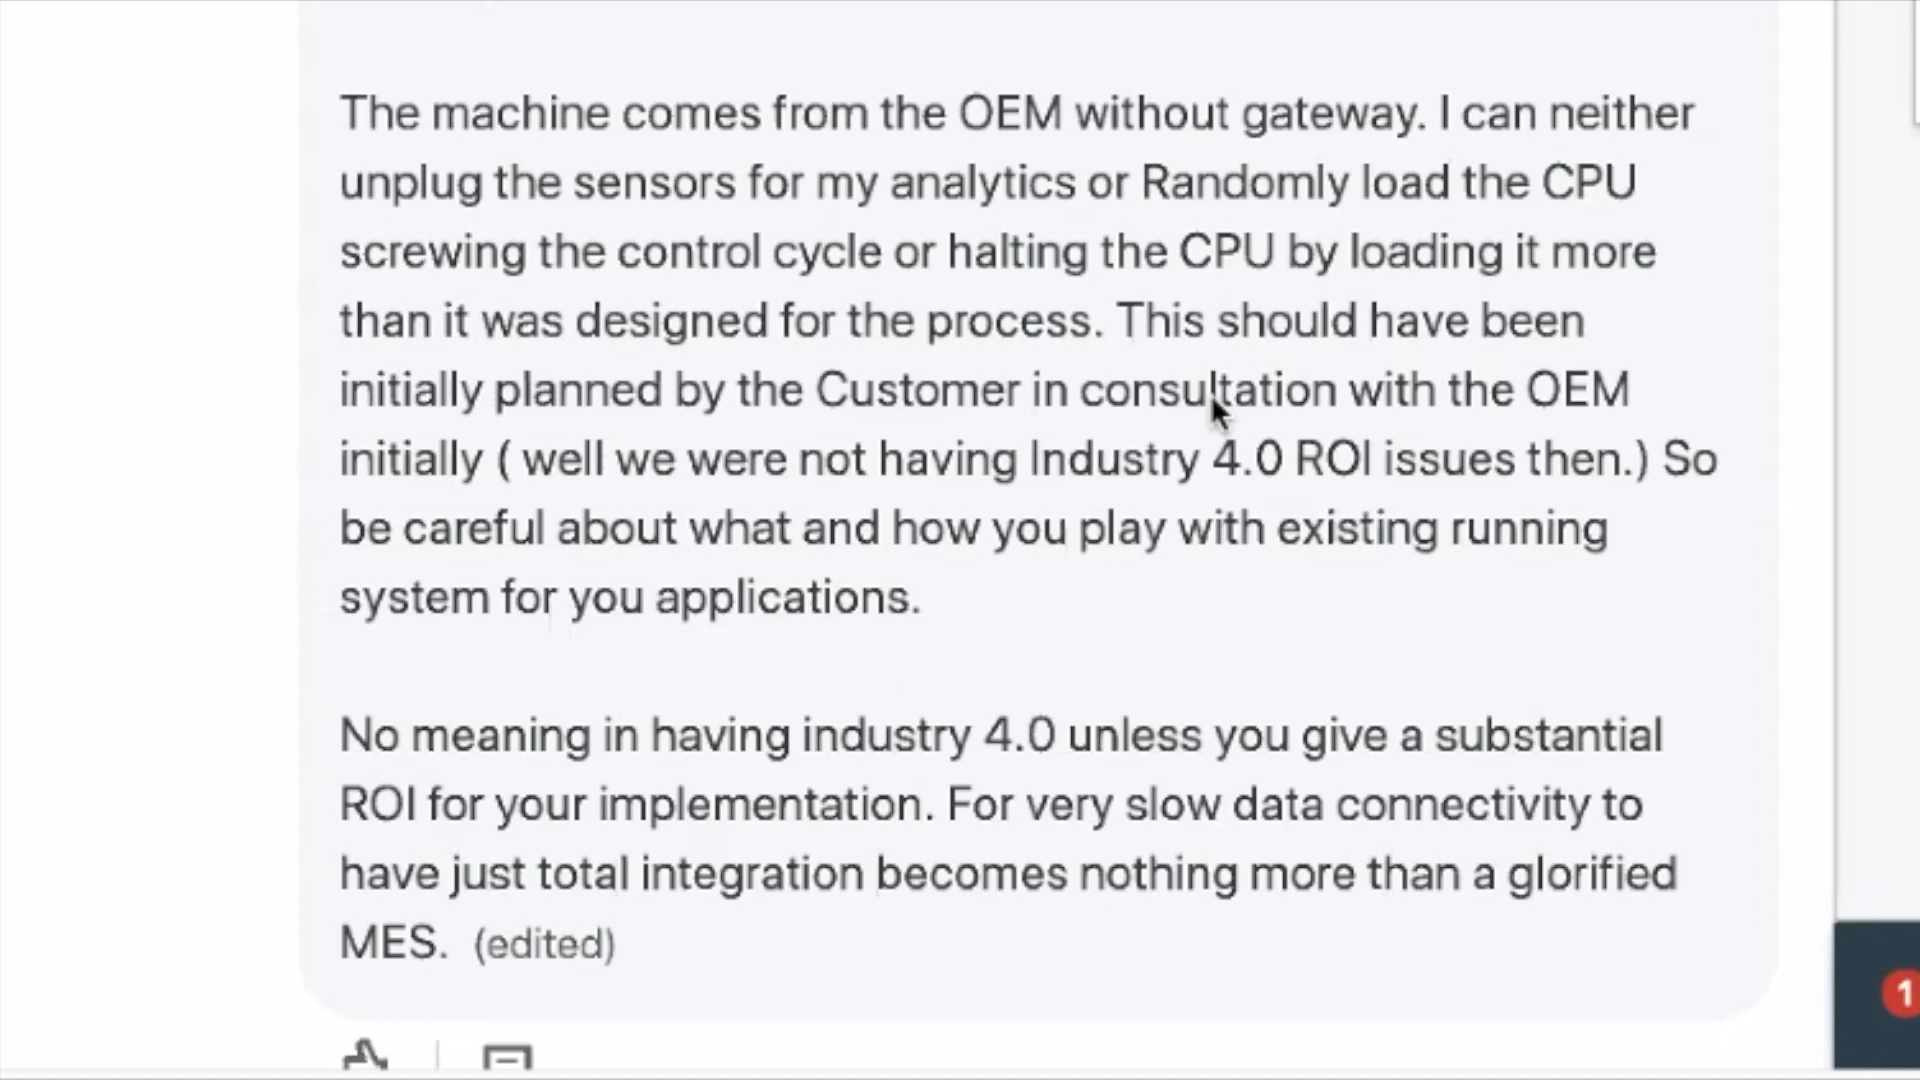 The machine comes from the OEM without gateway. I can neither
unplug the sensors for my analytics or Randomly load the CPU
screwing the control cycle or halting the CPU by loading it more
than it was designed for the process. This should have been
initially planned by the Customer in consultation with the OEM
initially ( well we were not having Industry 4.0 ROI issues then.) So
be careful about what and how you play with existing running
system for you applications.
No meaning in having industry 4.0 unless you give a substantial
ROI for your implementation. For very slow data connectivity to
have just total integration becomes nothing more than a glorified
MES. (edited)
1